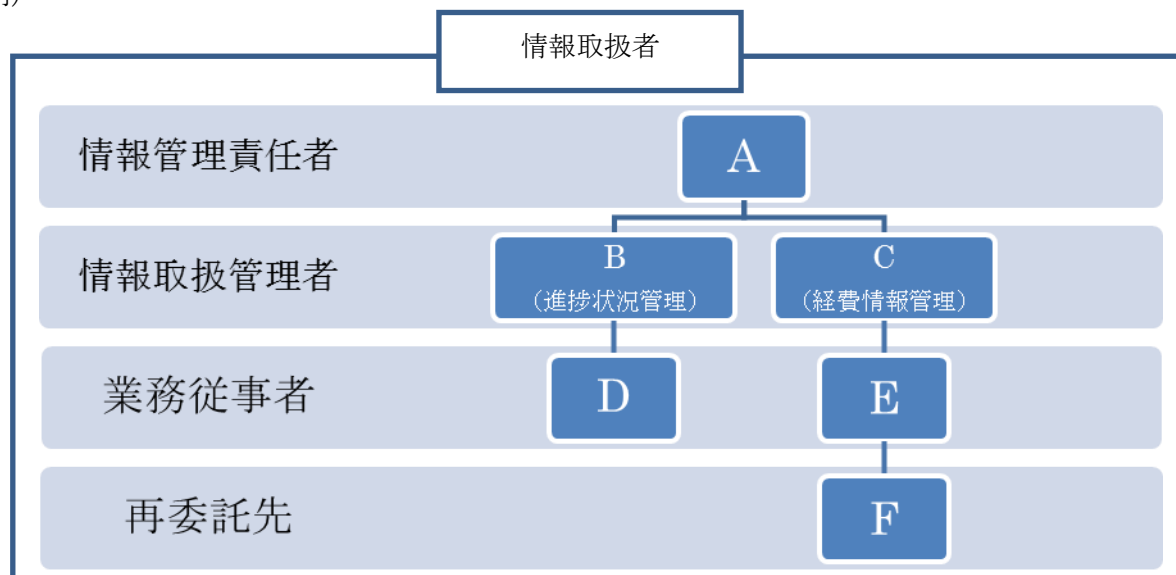 情報取扱者
情報管理責任者
A
情報取扱管理者
B
（進捗状況管理）
C
（経費情報管理）
業務従事者
D
E
再委託先
F